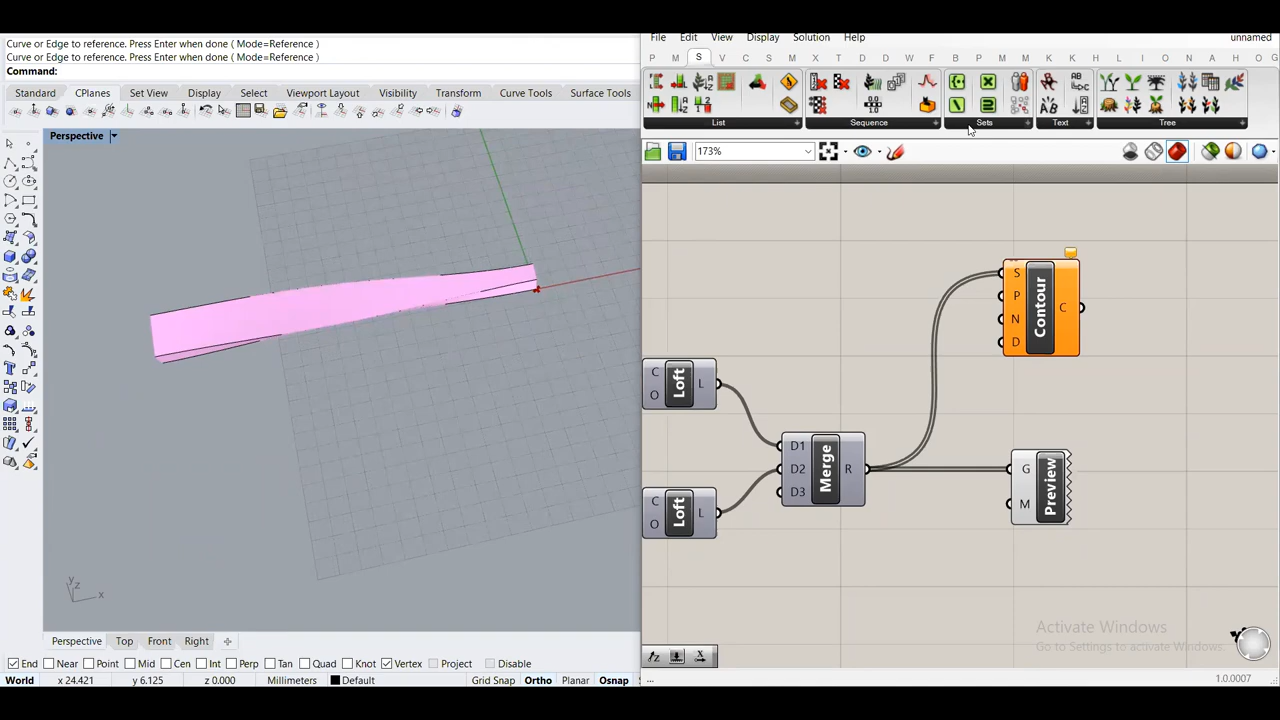 Curve or Edge to reference. Press Enter when done ( Mode=Reference )
Curve or Edge to reference. Press Enter when done ( Mode=Reference )
Command:
Standard CPlanes Set View Display Select Viewport Layout Visibility Transform Curve Tools Surface Tools
Perspective
File Edit View Display Solution Help unnamed
P M S V C S M X T D D W K M E L K H L H O G
List Sequence Sets Text Tree
173%
S P N D Contour C
C O Loft L
D1 D2 D3 Merge R
G M Preview
C O Loft L
y z x
Perspective Top Front Right
Activate Windows
Go to Settings to activate Windows.
End Near Point Mid Cen Int Perp Tan Quad Knot Vertex Project Disable
World x 24.421 y 6.125 z 0.000 Millimeters Default Grid Snap Ortho Planar Osnap
... 1.0.0007